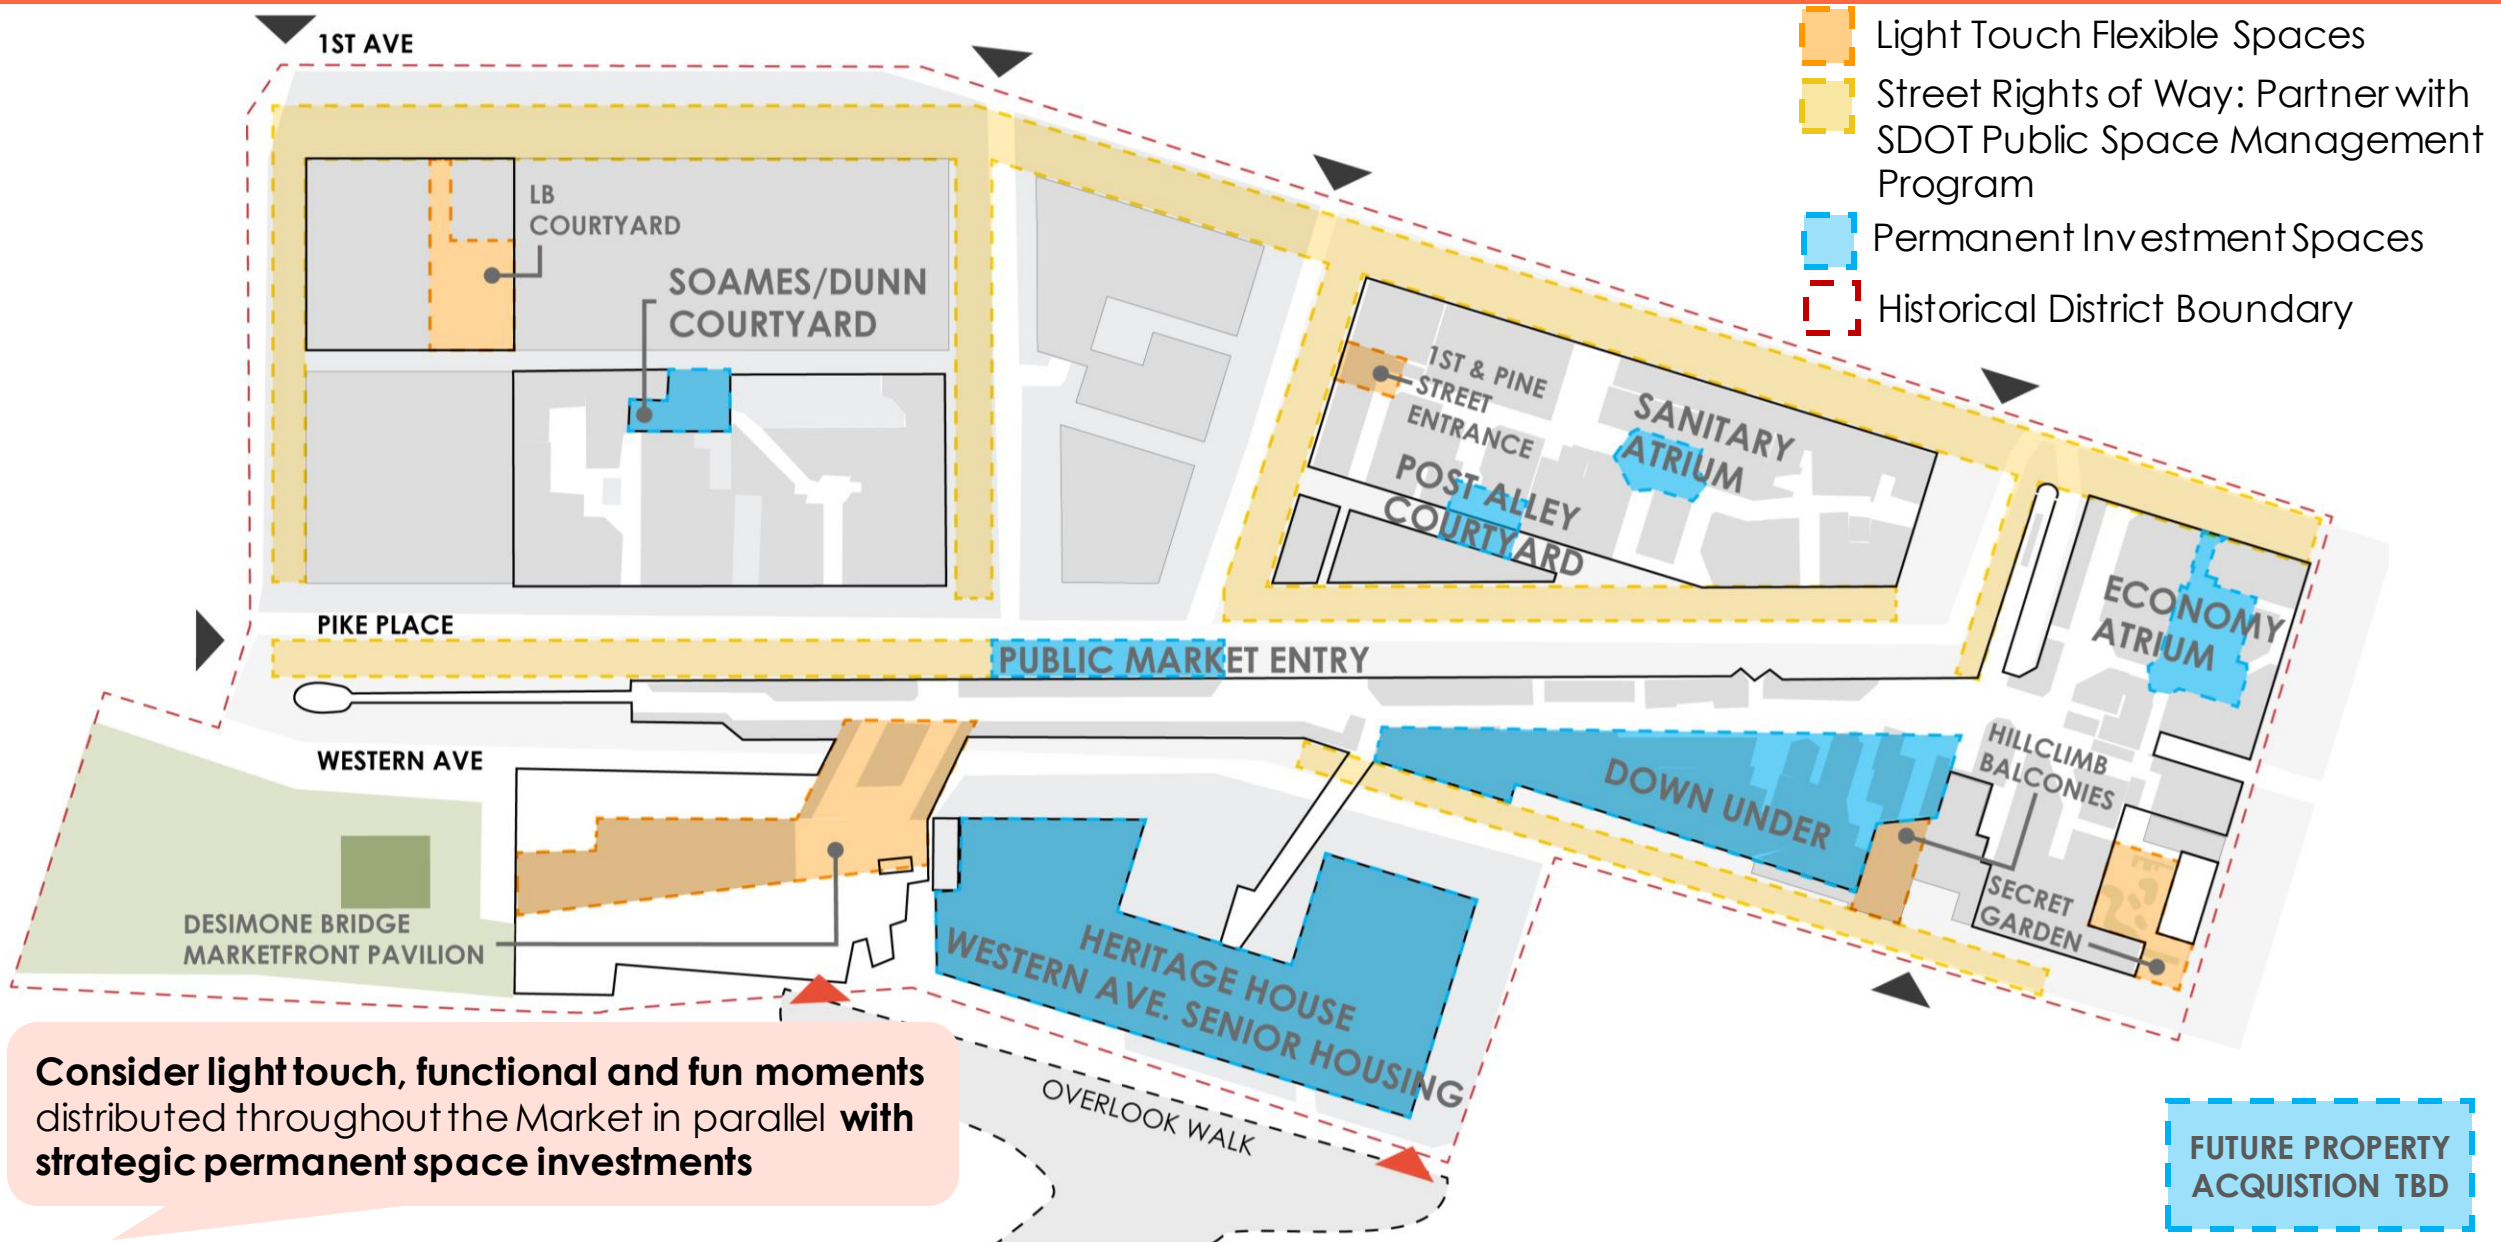 1ST AVE
Light Touch Flexible Spaces
Street Rights of Way: Partner with
SDOT Public Space Management
Program
Permanent Investment Spaces
Historical District Boundary
LB
COURTYARD
SOAMES/DUNN
COURTYARD
1ST & PINE
STREET
ENTRANCE
SANITARY
ATRIUM
POST ALLEY
COURTYARD
ECONOMY
ATRIUM
PIKE PLACE
PUBLIC MARKET ENTRY
WESTERN AVE
HILLCLIMB
BALCONIES
DOWN UNDER
SECRET
GARDEN
DESIMONE BRIDGE
MARKETFRONT PAVILION
HERITAGE HOUSE
WESTERN AVE. SENIOR HOUSING
OVERLOOK WALK
Consider light touch, functional and fun moments
distributed throughout the Market in parallel with
strategic permanent space investments
FUTURE PROPERTY
ACQUISTION TBD